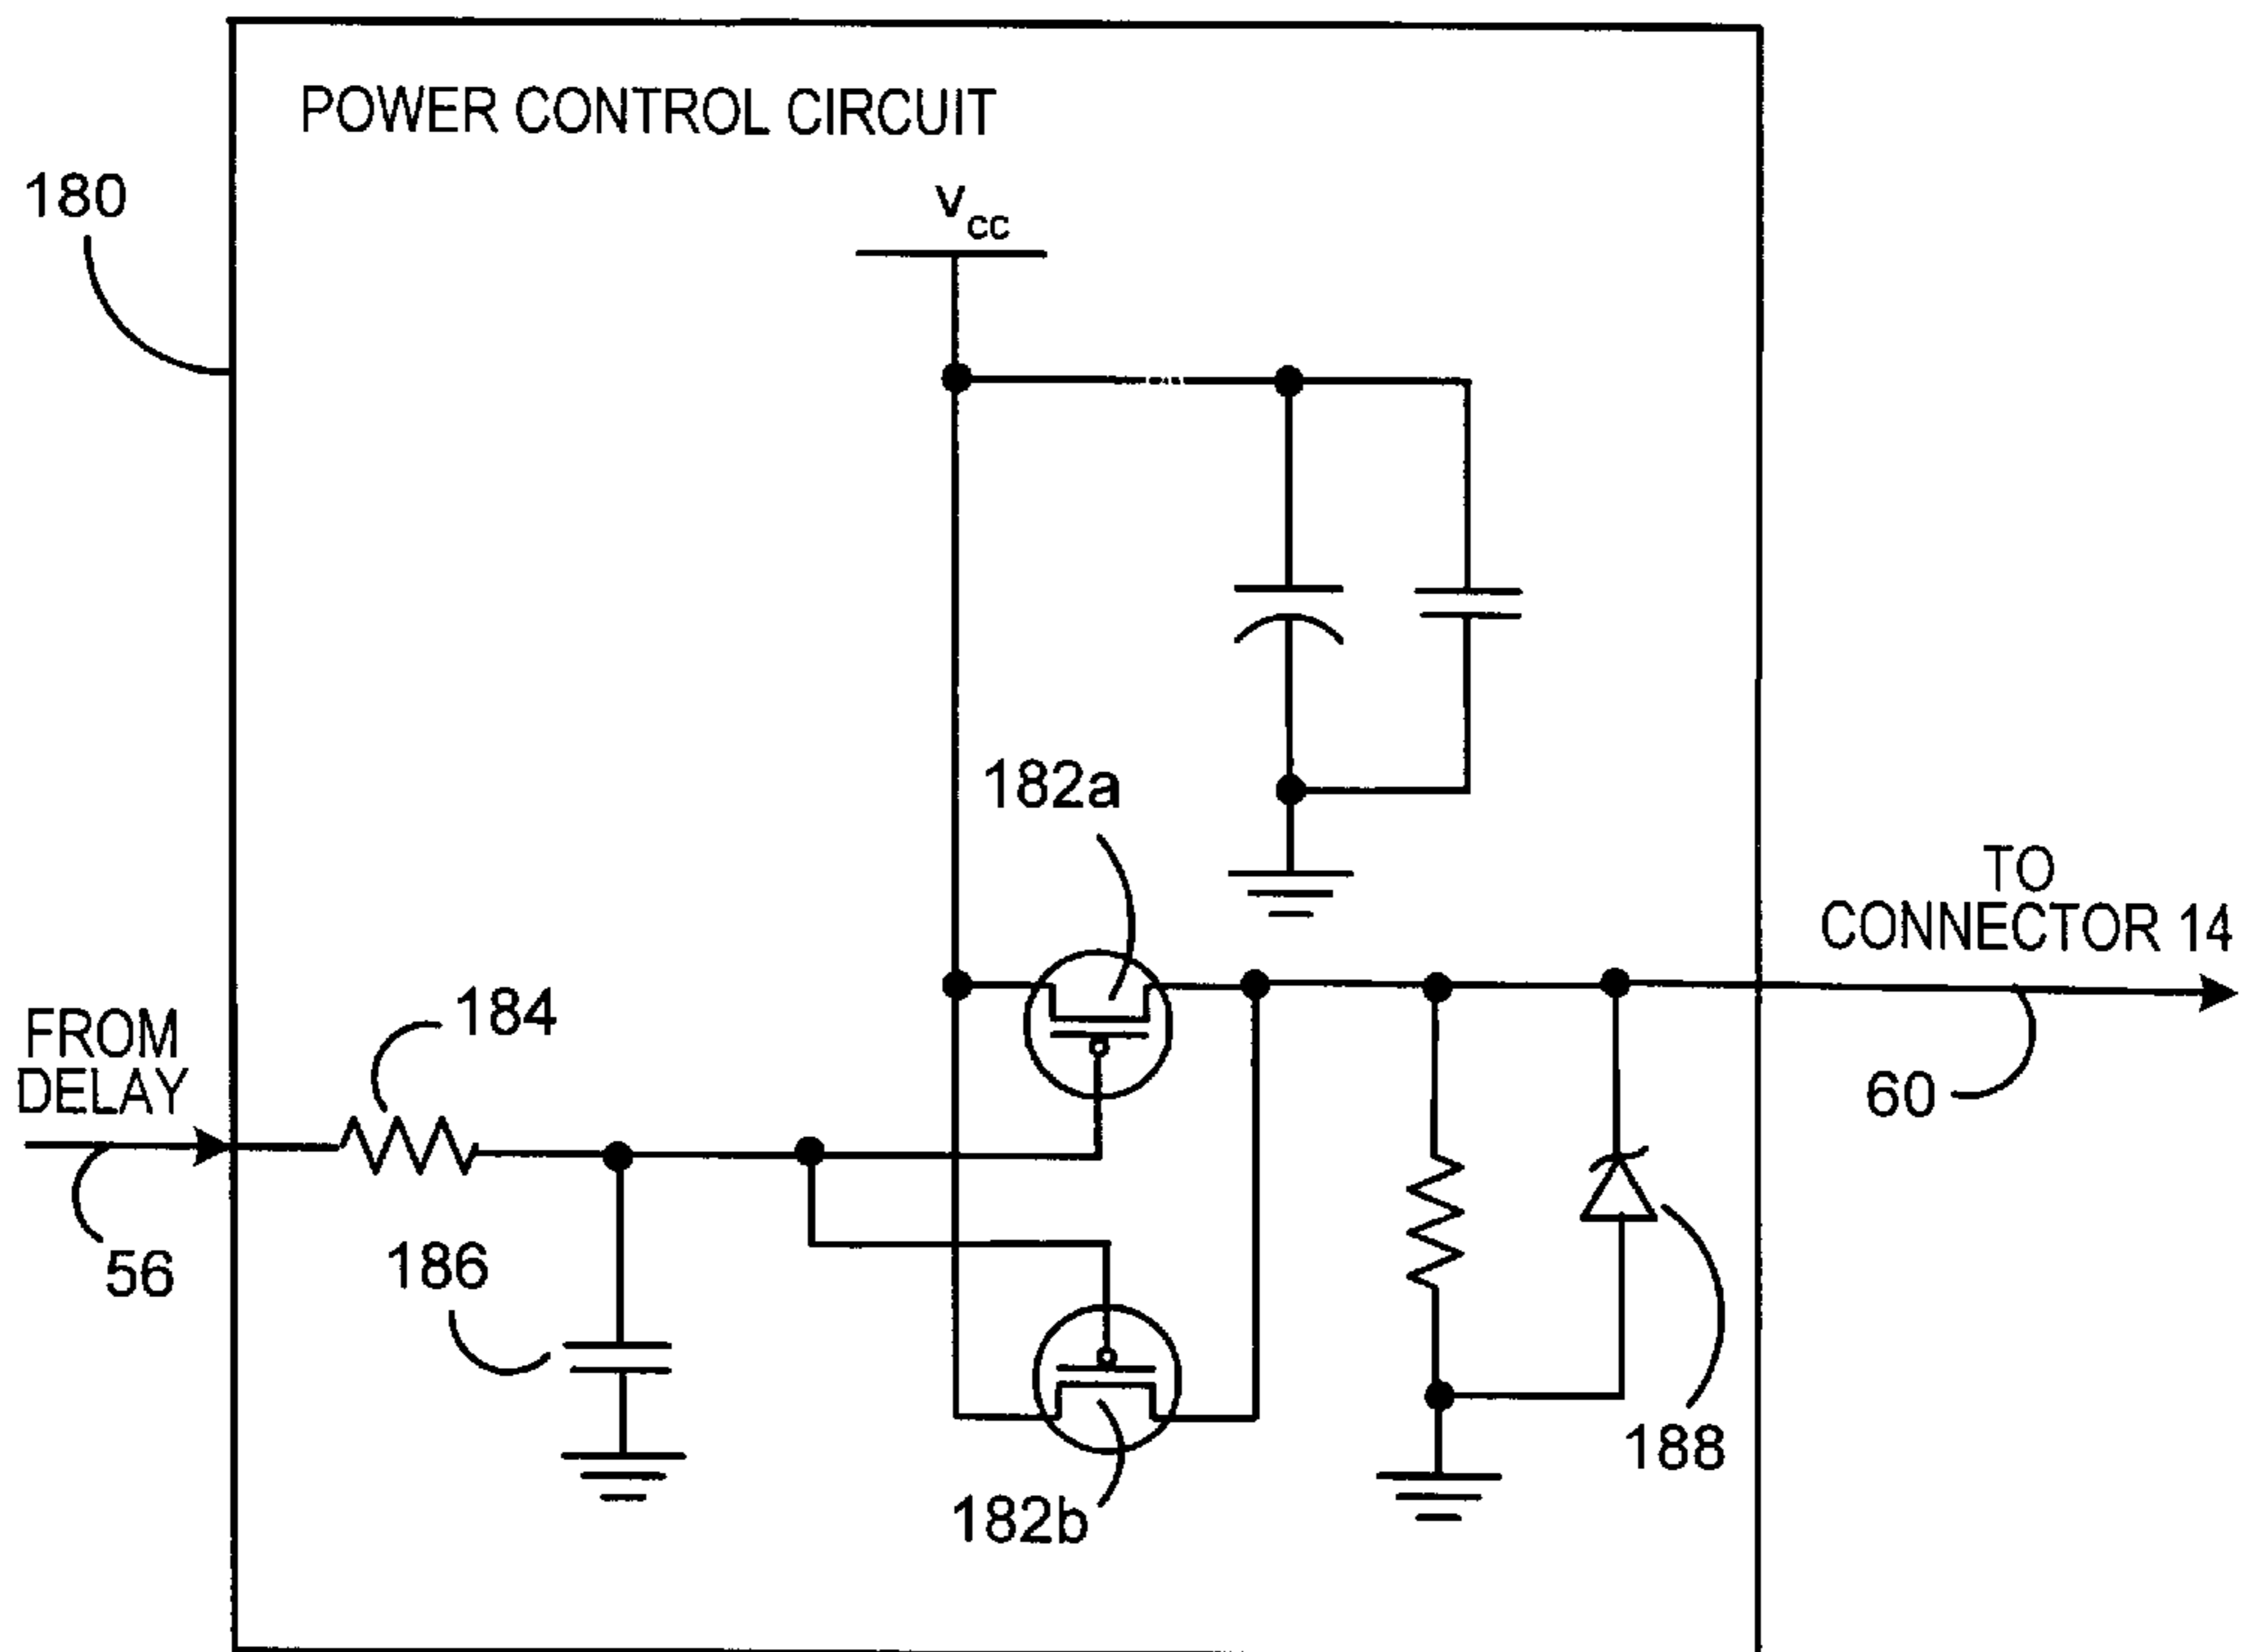 POWER CONTROL CIRCUIT
180
Vcc
182a
TO
CONNECTOR 14
184
FROM
DELAY
60
56
186
188
182b